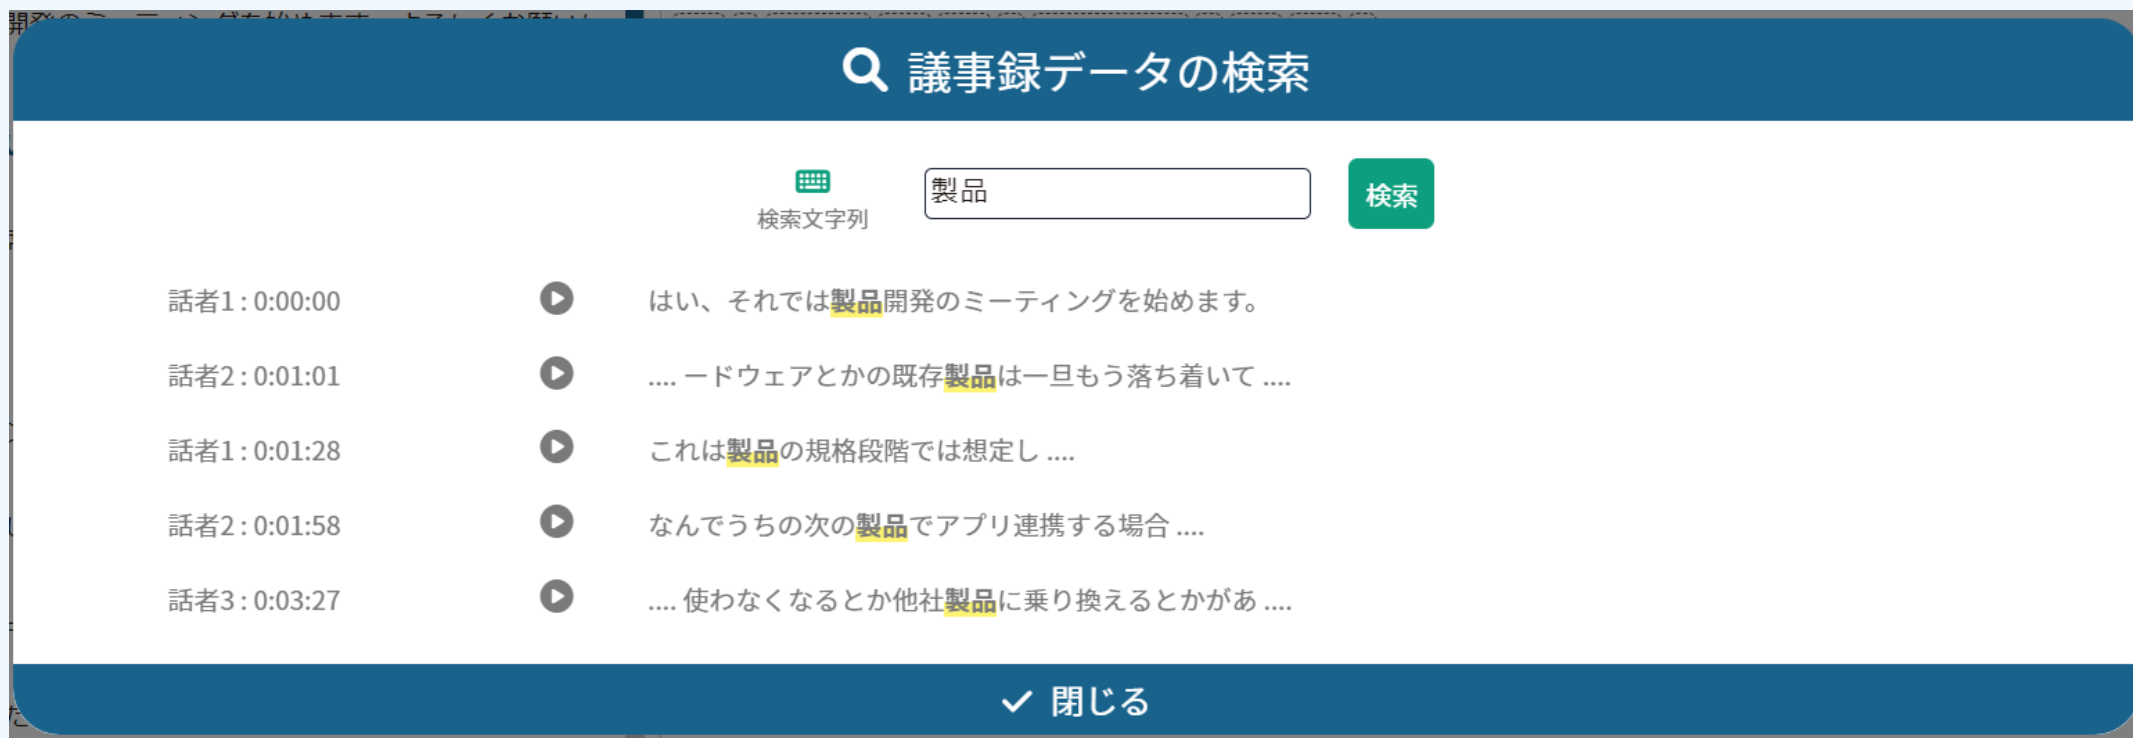 議事録データの検索
検索文字列
製品
検索
話者1 : 0:00:00 はい、それでは製品開発のミーティングを始めます。
話者2 : 0:01:01 .... ードウェアとかの既存製品は一旦もう落ち着いて ....
話者1 : 0:01:28 これは製品の規格段階では想定し ....
話者2 : 0:01:58 なんでうちの次の製品でアプリ連携する場合 ....
話者3 : 0:03:27 .... 使わなくなるとか他社製品に乗り換えるとかがあ ....
閉じる